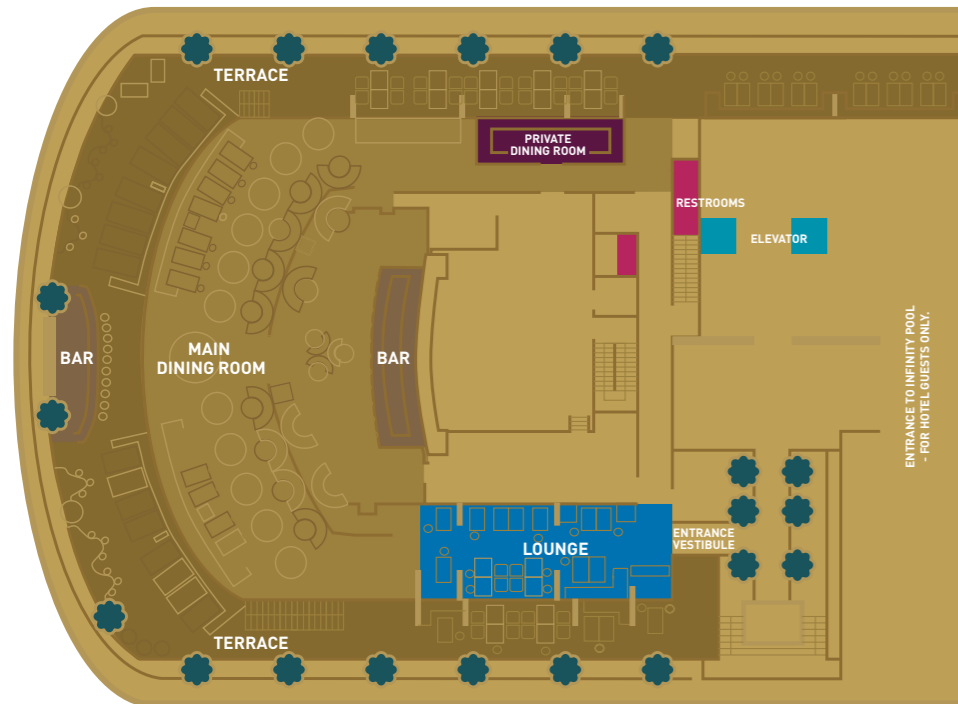 TERRACE
PRIVATE
DINING ROOM
RESTROOMS
ELEVATOR
BAR
MAIN
DINING ROOM
BAR
ENTRANCE TO INFINITY POOL
- FOR HOTEL GUESTS ONLY.
LOUNGE
ENTRANCE
VESTIBULE
TERRACE